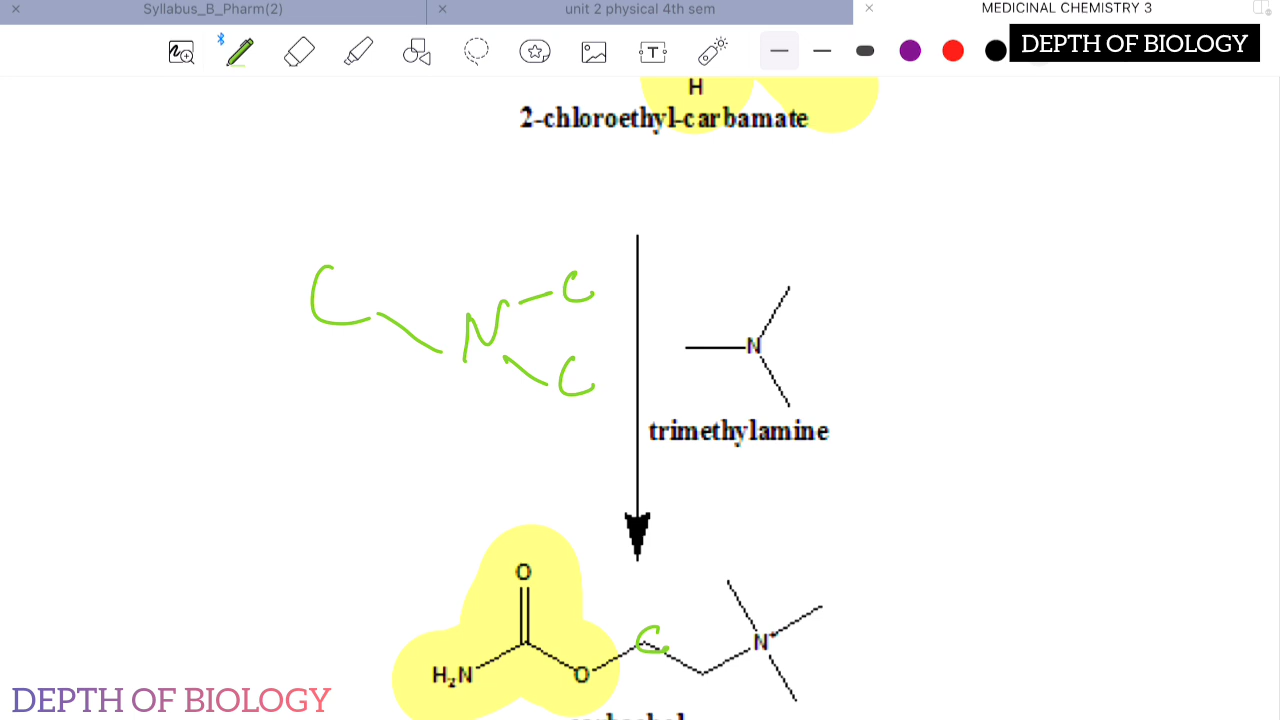 Syllabus_B_Pharm(2)
unit 2 physical 4th sem
MEDICINAL CHEMISTRY 3
DEPTH OF BIOLOGY
H
2-chloroethyl-carbamate
C
N
C
C
N
trimethylamine
O
C
N+
H₂N
O
DEPTH OF BIOLOGY